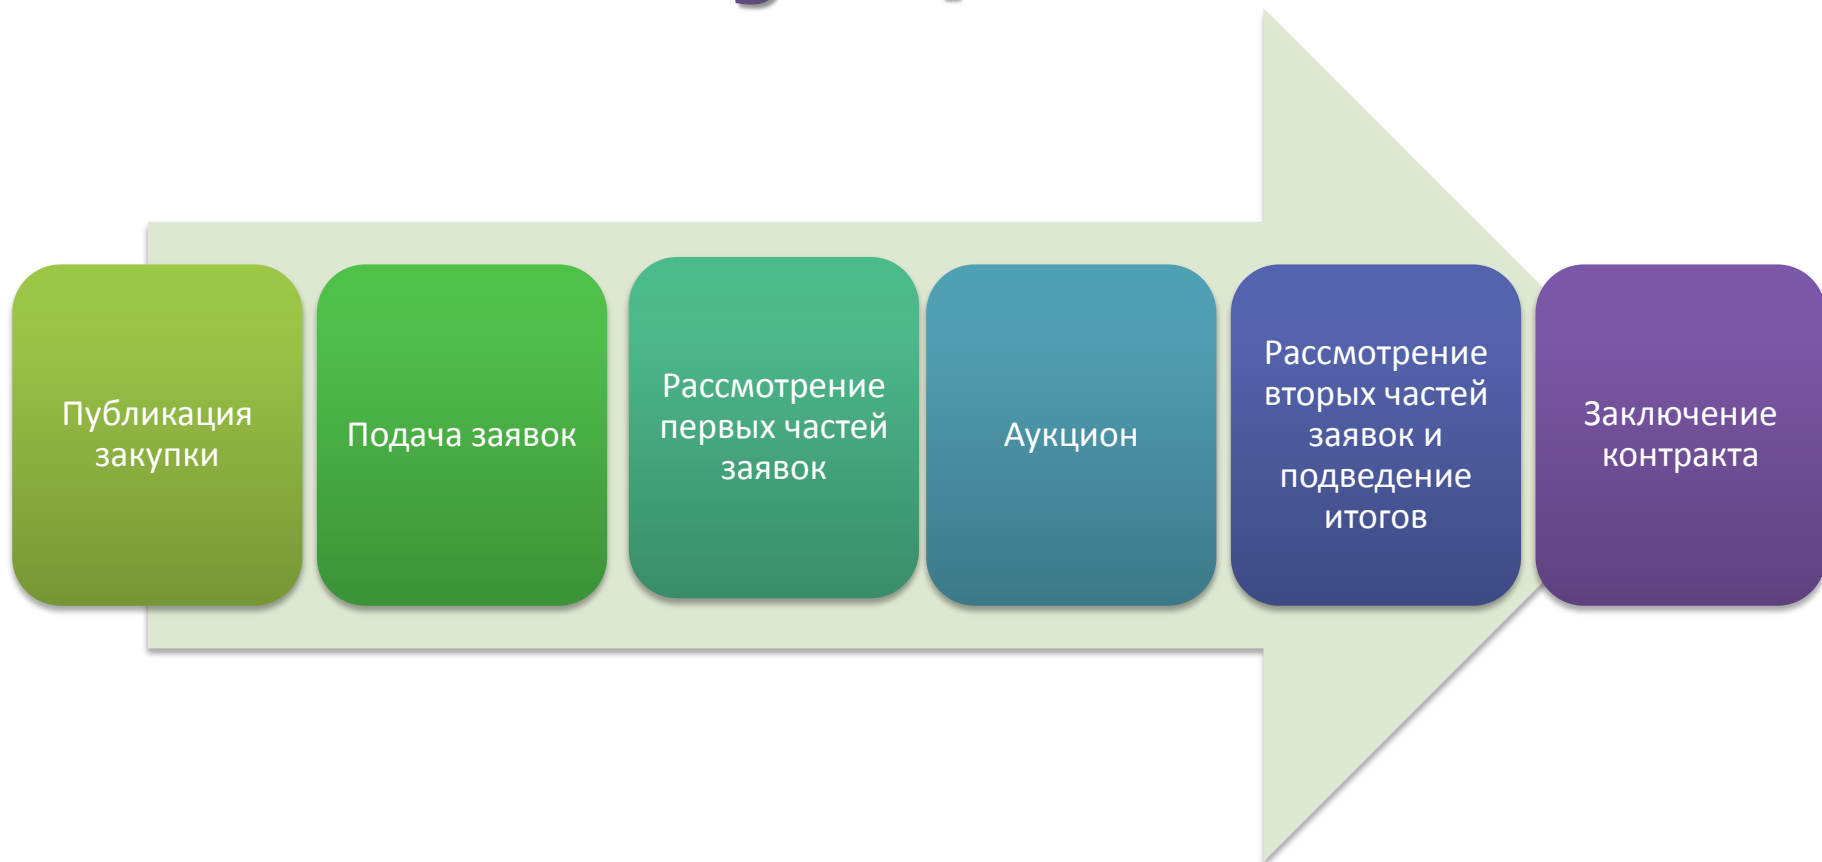 Публикация
закупки
Подача заявок
Рассмотрение
первых частей
заявок
Аукцион
Рассмотрение
вторых частей
заявок и
подведение
итогов
Заключение
контракта